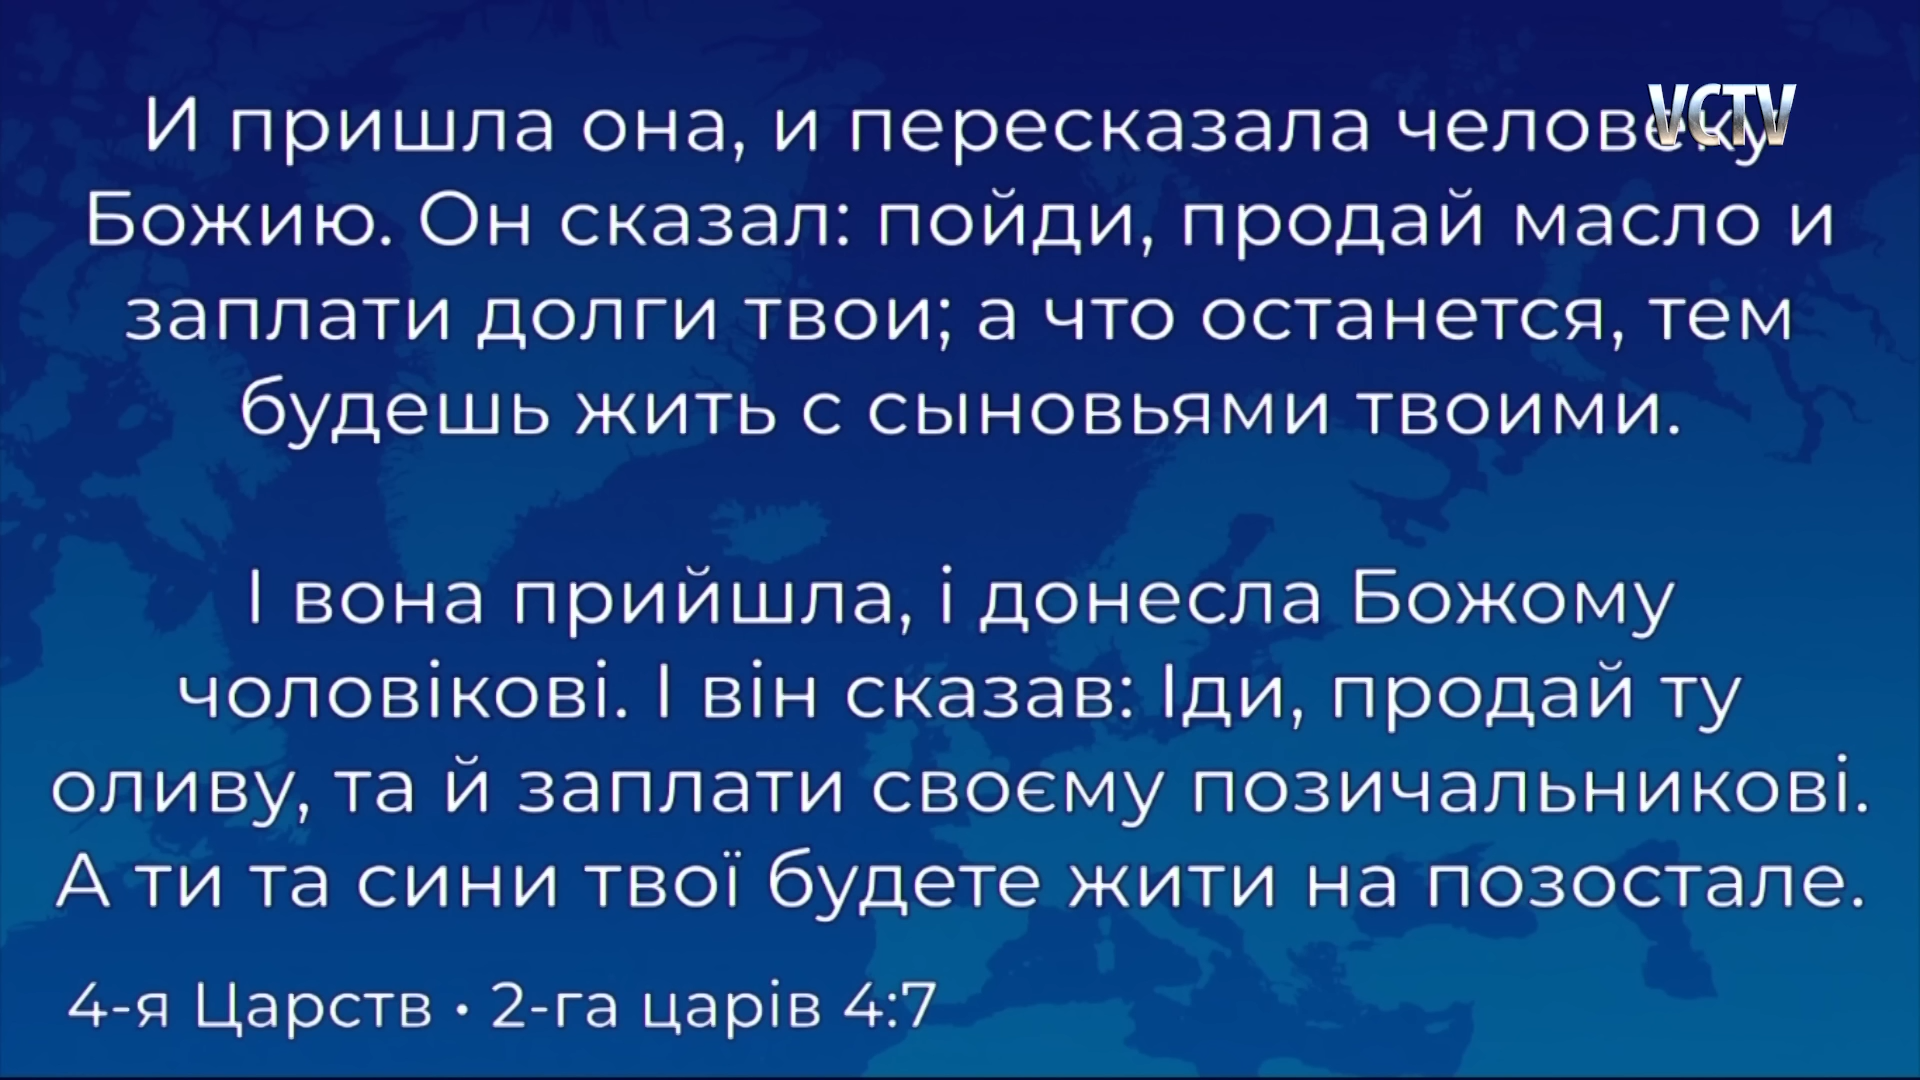 И пришла она, и пересказала человеку
Божию. Он сказал: пойди, продай масло и
заплати долги твои; а что останется, тем
будешь жить с сыновьями твоими.
І вона прийшла, і донесла Божому
чоловікові. І він сказав: Іди, продай ту
оливу, та й заплати своєму позичальникові.
А ти та сини твої будете жити на позостале.
4-я Царств • 2-га царів 4:7
VCTV